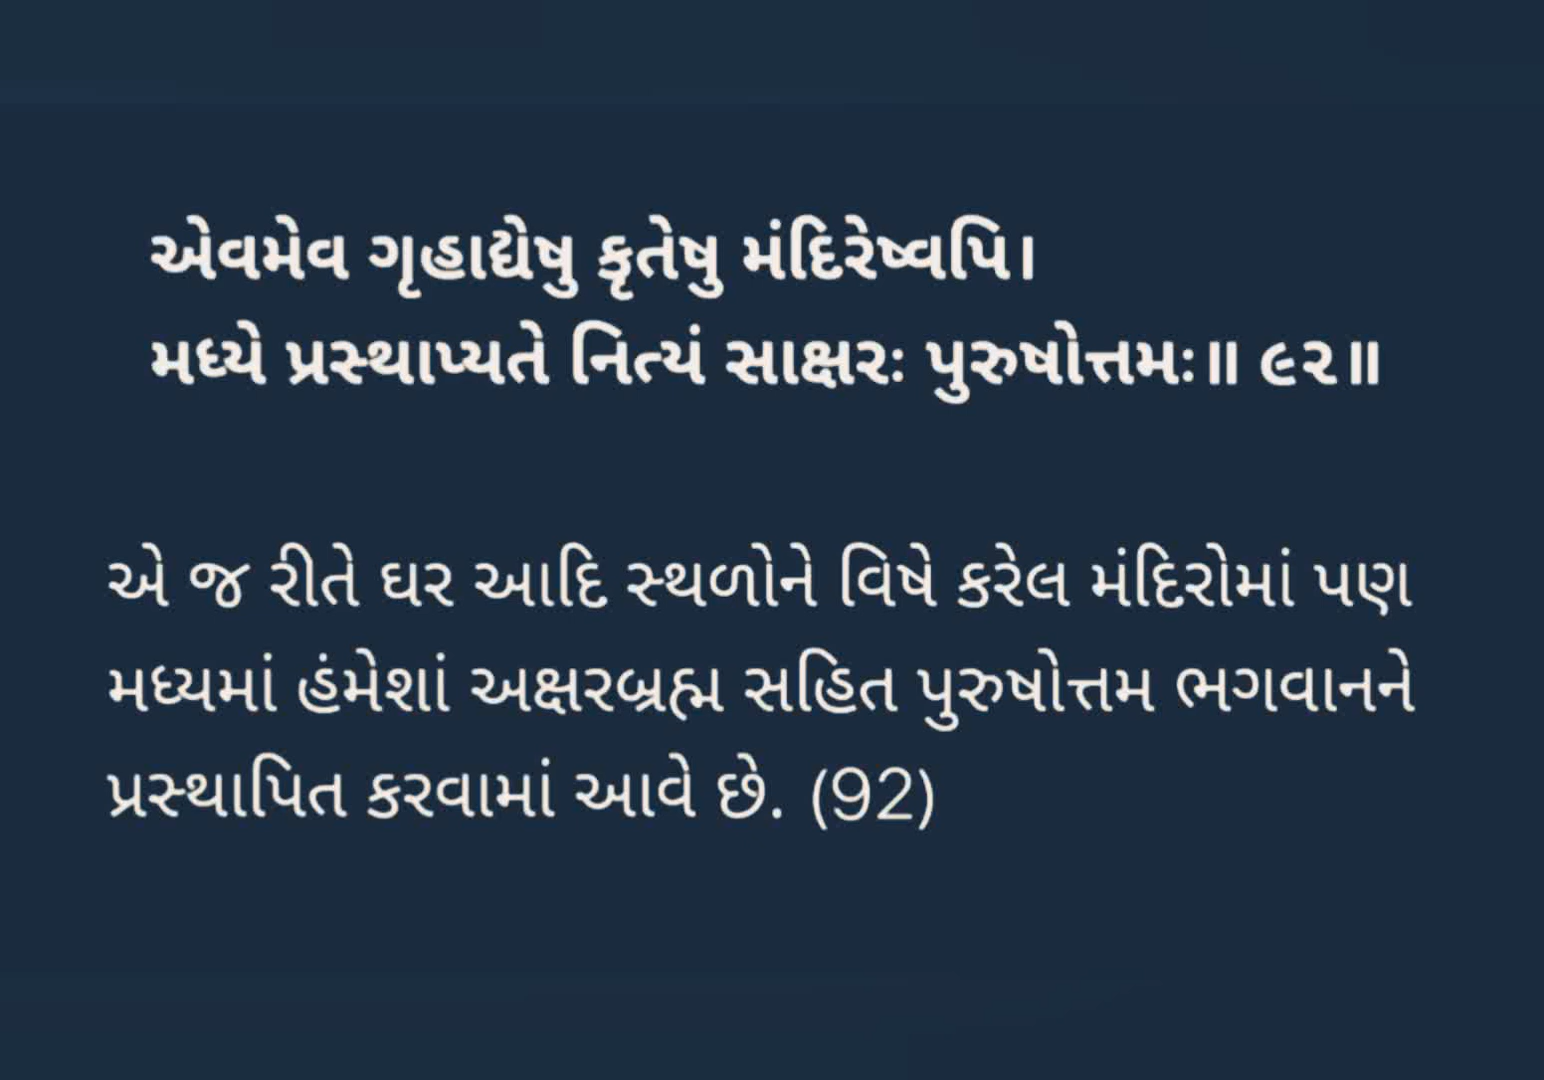 એવમેવ ગૃહાદ્યેષુ કૃતેષુ મંદિરેષ્વપિ।
મધ્યે પ્રસ્થાપ્યતે નિત્યં સાક્ષરઃ પુરુષોત્તમઃ॥ ૯૨॥
એ જ રીતે ઘર આદિ સ્થળોને વિષે કરેલ મંદિરોમાં પણ
મધ્યમાં હંમેશાં અક્ષરબ્રહ્મ સહિત પુરુષોત્તમ ભગવાનને
પ્રસ્થાપિત કરવામાં આવે છે. (92)